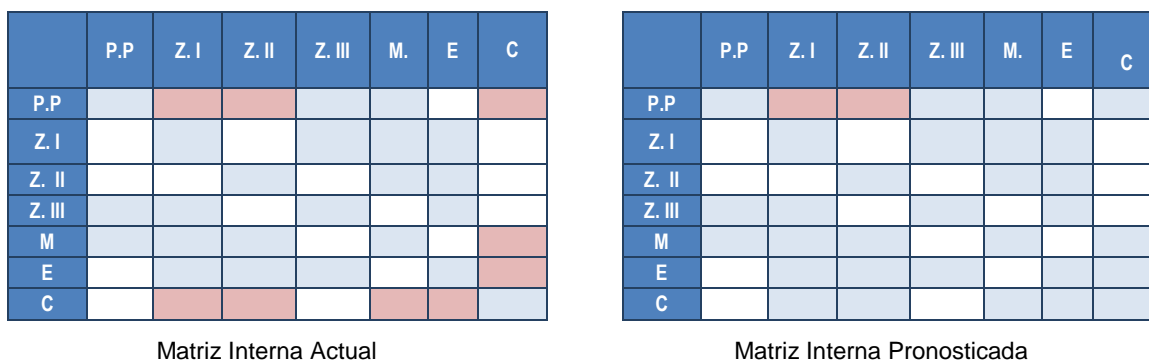 P.P Z. I Z. II Z. III M. E C
P.P
Z. I
Z. II
Z. III
M
E
C
Matriz Interna Actual
P.P Z. I Z. II Z. III M. E C
P.P
Z. I
Z. II
Z. III
M
E
C
Matriz Interna Pronosticada